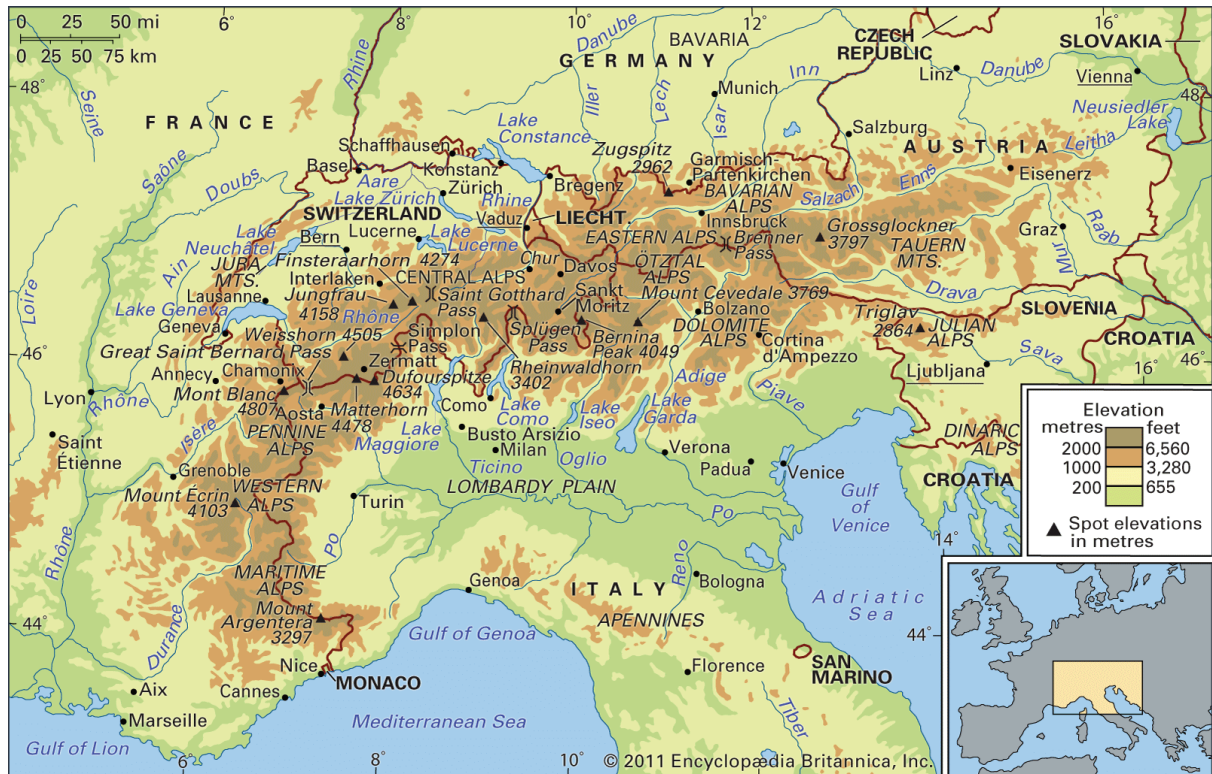 0 25 50 mi
0 25 50 75 km
6°
8°
10°
12°
14°
16°
48°
48°
46°
46°
44°
44°
6
8
10°
12
14°
16°
CZECH
REPUBLIC
SLOVAKIA
BAVARIA
GERMANY
FRANCE
AUSTRIA
SWITZERLAND
LIECHT.
SLOVENIA
CROATIA
CROATIA
ITALY
MONACO
SAN
MARINO
Danube
Danube
Linz
Vienna
Neusiedler
Lake
Leitha
Munich
Inn
Isar
Lech
Iller
Rhine
Seine
Saône
Doubs
Loire
Ain
Salzburg
Salzach
Enns
Eisenerz
Graz
Mur
Raab
Drava
Sava
Lake
Constance
Schaffhausen
Konstanz
Basel
Aare
Lake Zürich
Zürich
Rhine
Bregenz
Vaduz
Zugspitz
2962
Garmisch-
Partenkirchen
BAVARIAN
ALPS
Innsbruck
Brenner
Pass
EASTERN ALPS
Grossglockner
3797
TAUERN
MTS.
ÖTZTAL
ALPS
Lake
Neuchâtel
Bern
Lucerne
Lake
Lucerne
JURA
MTS.
Finsteraarhorn 4274
Interlaken
CENTRAL ALPS
Chur
Davos
Jungfrau
4158
Saint Gotthard
Pass
Sankt
Moritz
Mount Cevedale 3769
Bolzano
DOLOMITE
ALPS
Cortina
d'Ampezzo
Triglav
2864
JULIAN
ALPS
Ljubljana
Lausanne
Lake Geneva
Geneva
Rhône
Weisshorn 4505
Simplon
Pass
Splügen
Pass
Bernina
Peak 4049
Rheinwaldhorn
3402
Great Saint Bernard Pass
Zermatt
Dufourspitze
4634
Annecy
Chamonix
Mont Blanc
4807
Aosta
Matterhorn
4478
PENNINE
ALPS
Lyon
Rhône
Isère
Saint
Étienne
Grenoble
Mount Écrin
4103
WESTERN
ALPS
Lake
Maggiore
Como
Lake
Como
Lake
Iseo
Lake
Garda
Adige
Piave
Busto Arsizio
Milan
Ticino
Oglio
LOMBARDY PLAIN
Verona
Padua
Venice
Gulf
of
Venice
DINARIC
ALPS
Turin
Po
Po
Reno
Rhône
Durance
MARITIME
ALPS
Mount
Argentera
3297
Genoa
Bologna
APENNINES
Adriatic
Sea
Gulf of Genoa
Nice
Cannes
Aix
Marseille
Florence
Tiber
Mediterranean Sea
Gulf of Lion
Elevation
metres feet
2000 6,560
1000 3,280
200 655
Spot elevations
in metres
© 2011 Encyclopædia Britannica, Inc.